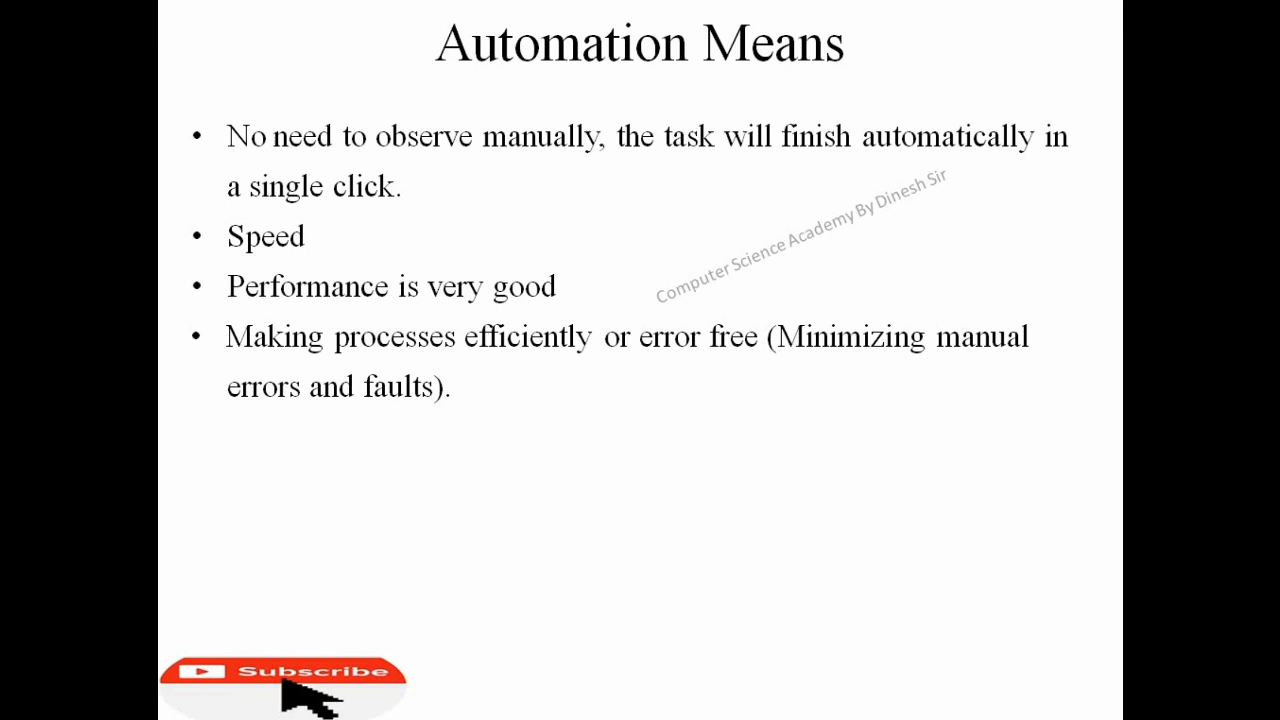 Automation Means
• No need to observe manually, the task will finish automatically in
a single click.
Computer Science Academy By Dinesh Sir
• Speed
• Performance is very good
• Making processes efficiently or error free (Minimizing manual
errors and faults).
Subscribe